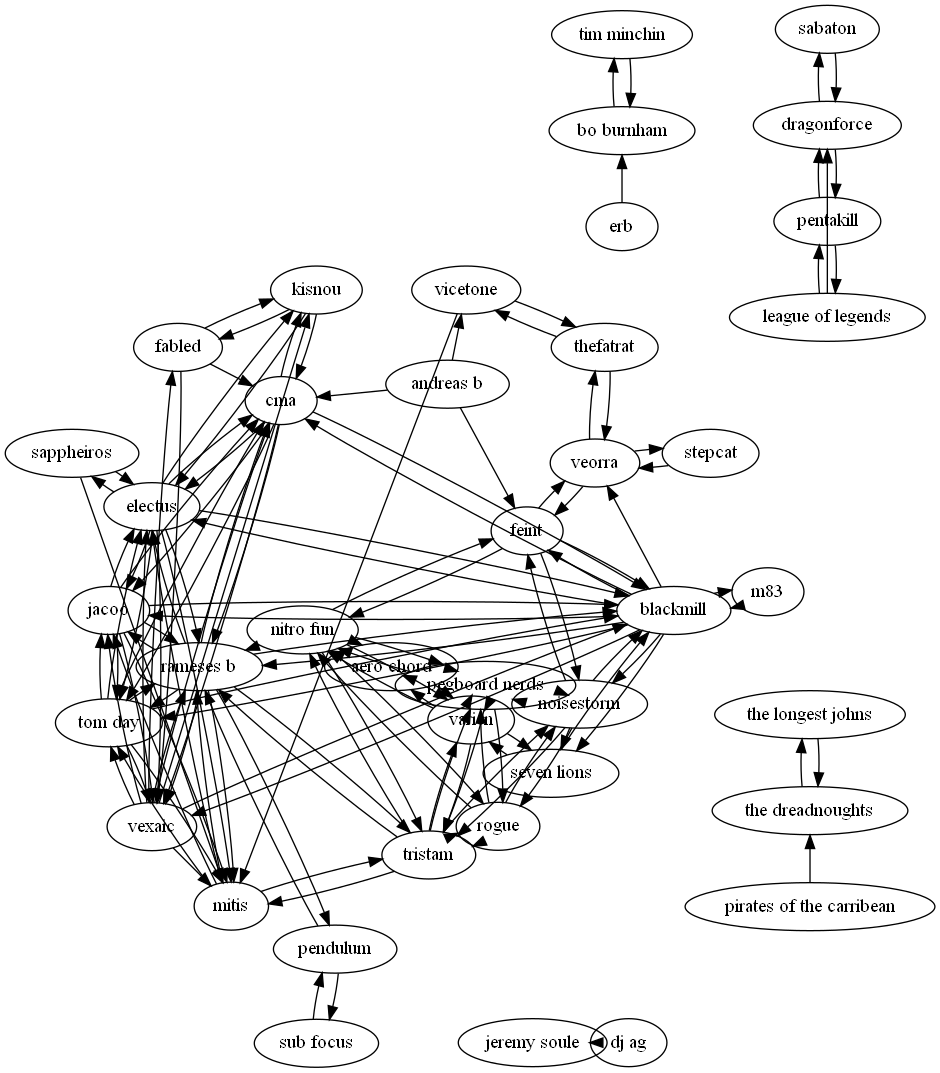 sabaton
tim minchin
dragonforce
bo burnham
pentakill
erb
kisnou
vicetone
league of legends
fabled
thefatrat
andreas b
cma
sappheiros
veorra
stepcat
electus
feint
m83
jacoo
blackmill
nitro fun
rameses b
aero chord
pegboard nerds
noisestorm
the longest johns
tom day
varien
seven lions
the dreadnoughts
vexaic
rogue
tristam
mitis
pirates of the carribean
pendulum
sub focus
jeremy soule
dj ag